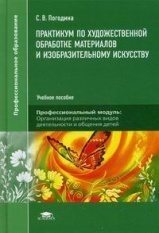 Профессиональное образование
С. В. Погодина
ПРАКТИКУМ ПО ХУДОЖЕСТВЕННОЙ
ОБРАБОТКЕ МАТЕРИАЛОВ
И ИЗОБРАЗИТЕЛЬНОМУ ИСКУССТВУ
Учебное пособие
Профессиональный модуль:
Организация различных видов
деятельности и общения детей